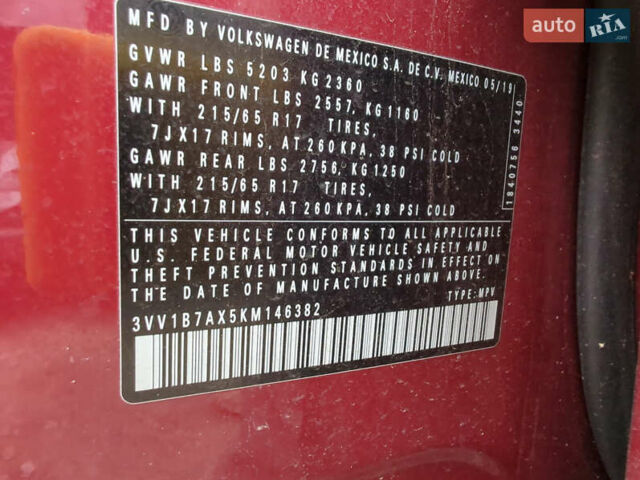 auto RIA.com
MFD BY VOLKSWAGEN DE MEXICO S.A. DE C.V. MEXICO 05/19
GVWR LBS 5203 KG 2360
GAWR FRONT LBS 2557, KG 1160
WITH 215/65 R17 TIRES,
7JX17 RIMS, AT 260 KPA, 38 PSI COLD
GAWR REAR LBS 2756, KG 1250
WITH 215/65 R17 TIRES,
7JX17 RIMS, AT 260 KPA, 38 PSI COLD
1840756 3440
THIS VEHICLE CONFORMS TO ALL APPLICABLE
U.S. FEDERAL MOTOR VEHICLE SAFETY AND
THEFT PREVENTION STANDARDS IN EFFECT ON
THE DATE OF MANUFACTURE SHOWN ABOVE.
3VV1B7AX5KM146382 TYPE: MPV